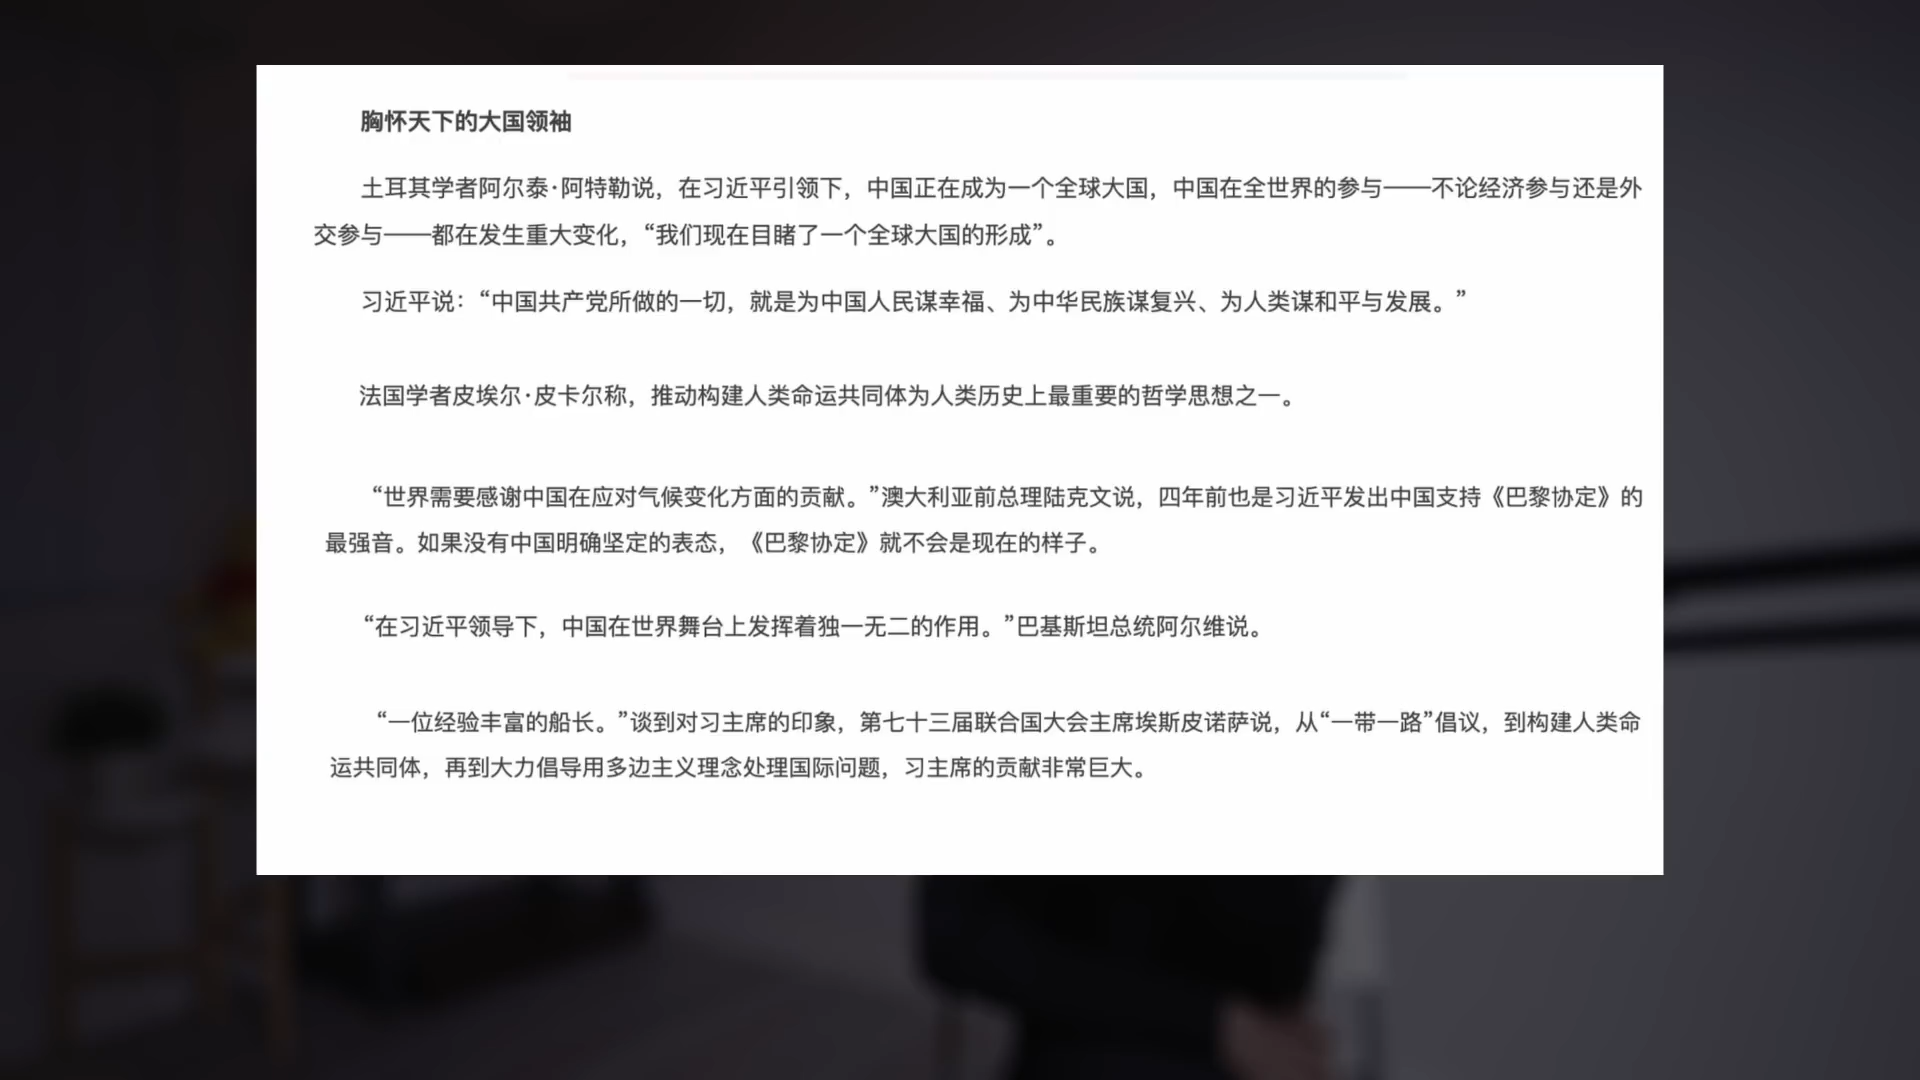 胸怀天下的大国领袖
土耳其学者阿尔泰·阿特勒说，在习近平引领下，中国正在成为一个全球大国，中国在全世界的参与——不论经济参与还是外
交参与——都在发生重大变化，“我们现在目睹了一个全球大国的形成”。
习近平说：“中国共产党所做的一切，就是为中国人民谋幸福、为中华民族谋复兴、为人类谋和平与发展。”
法国学者皮埃尔·皮卡尔称，推动构建人类命运共同体为人类历史上最重要的哲学思想之一。
“世界需要感谢中国在应对气候变化方面的贡献。”澳大利亚前总理陆克文说，四年前也是习近平发出中国支持《巴黎协定》的
最强音。如果没有中国明确坚定的表态，《巴黎协定》就不会是现在的样子。
“在习近平领导下，中国在世界舞台上发挥着独一无二的作用。”巴基斯坦总统阿尔维说。
“一位经验丰富的船长。”谈到对习主席的印象，第七十三届联合国大会主席埃斯皮诺萨说，从“一带一路”倡议，到构建人类命
运共同体，再到大力倡导用多边主义理念处理国际问题，习主席的贡献非常巨大。